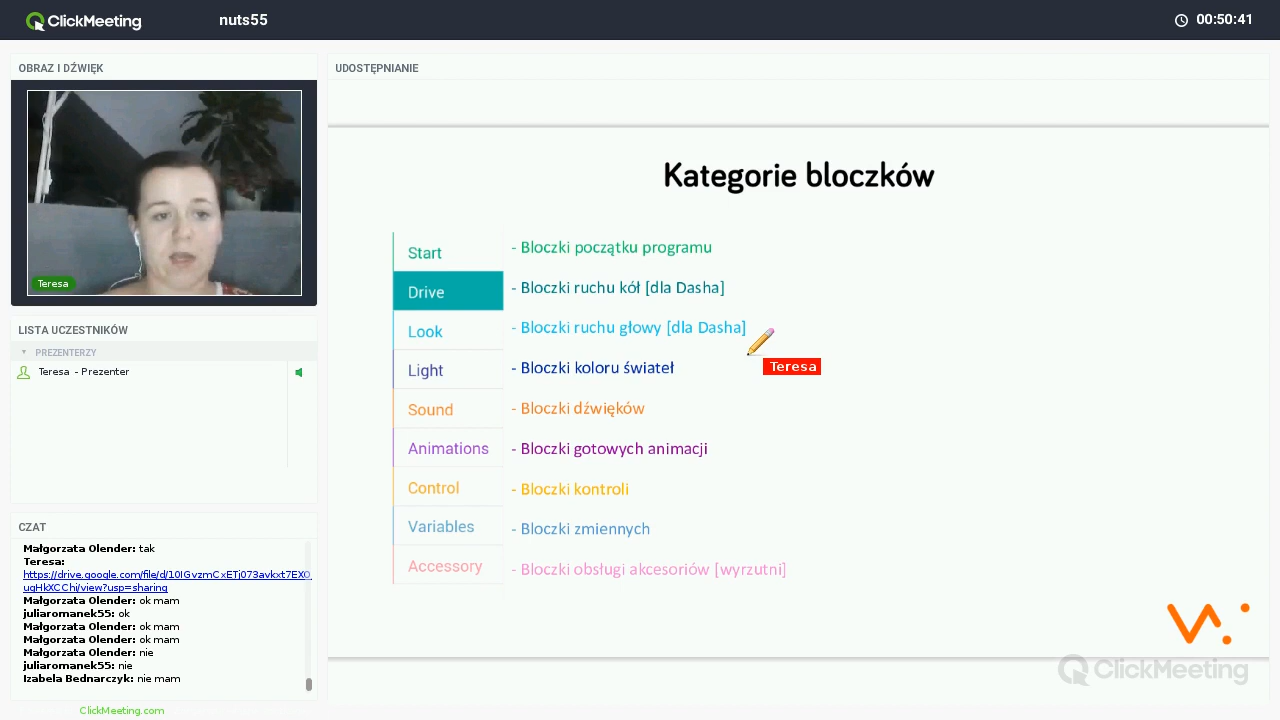 ClickMeeting
nuts55
00:50:41
OBRAZ I DŹWIĘK
Teresa
LISTA UCZESTNIKÓW
PREZENTERZY
Teresa - Prezenter
CZAT
Małgorzata Olender: tak
Teresa:
Małgorzata Olender: ok mam
juliaromanek55: ok
Małgorzata Olender: ok mam
Małgorzata Olender: ok mam
Małgorzata Olender: nie
juliaromanek55: nie
Izabela Bednarczyk: nie mam
ClickMeeting.com
UDOSTĘPNIANIE
Kategorie bloczków
Start - Bloczki początku programu
Drive - Bloczki ruchu kół [dla Dasha]
Look - Bloczki ruchu głowy [dla Dasha]
Teresa
Light - Bloczki koloru świateł
Sound - Bloczki dźwięków
Animations - Bloczki gotowych animacji
Control - Bloczki kontroli
Variables - Bloczki zmiennych
Accessory - Bloczki obsługi akcesoriów [wyrzutni]
ClickMeeting